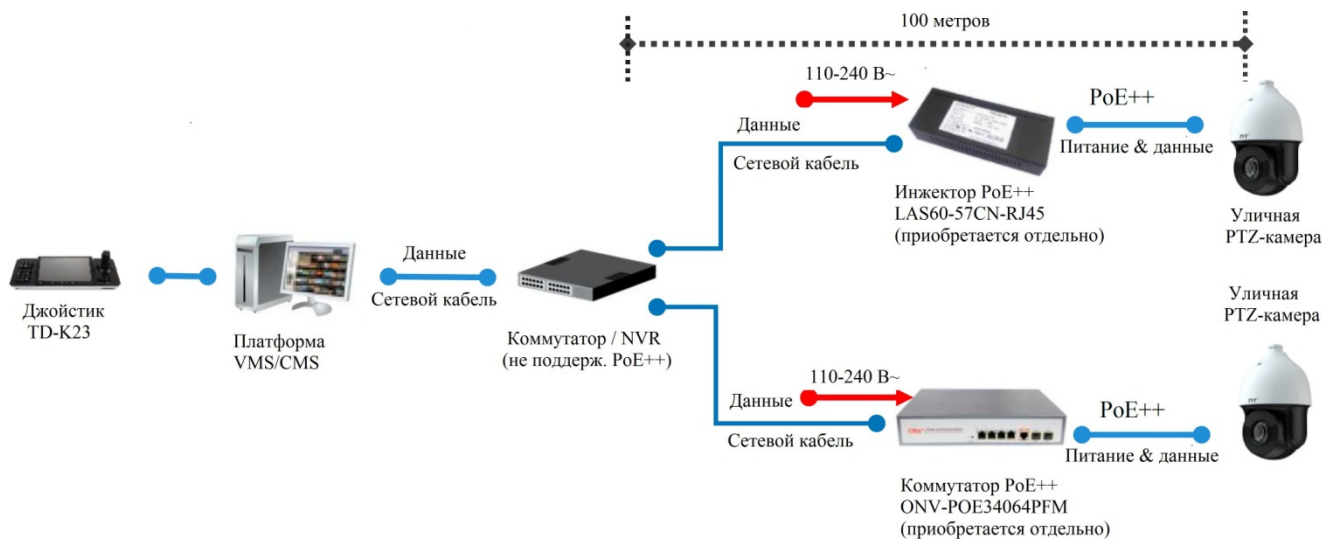 100 метров
110-240 В~
PoE++
Данные
Сетевой кабель
Питание & данные
Инжектор PoE++
LAS60-57CN-RJ45
(приобретается отдельно)
Уличная
PTZ-камера
Джойстик
TD-K23
Платформа
VMS/CMS
Данные
Сетевой кабель
Коммутатор / NVR
(не поддерж. PoE++)
Уличная
PTZ-камера
110-240 В~
Данные
Сетевой кабель
ONV
PoE++
Питание & данные
Коммутатор PoE++
ONV-POE34064PFM
(приобретается отдельно)